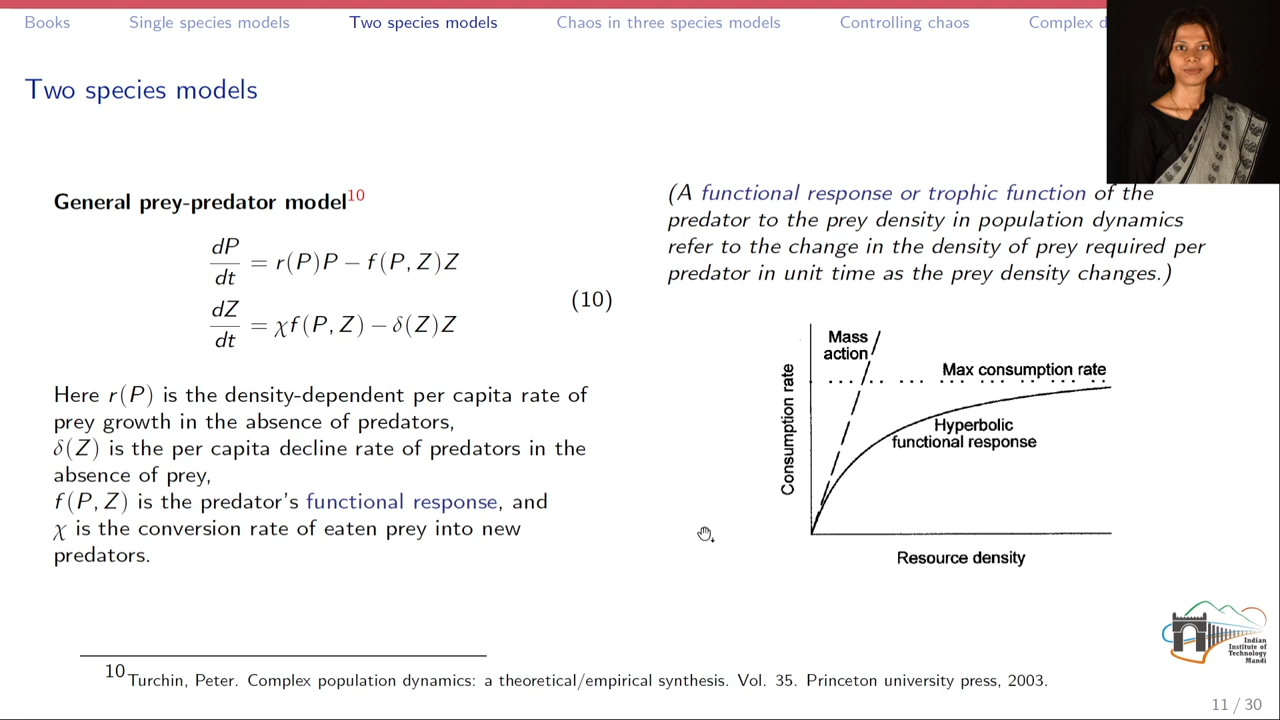 Books Single species models Two species models Chaos in three species models Controlling chaos Complex d
Two species models
General prey-predator model10
dP/dt = r(P)P − f(P, Z)Z
dZ/dt = χf(P, Z) − δ(Z)Z
(10)
Here r(P) is the density-dependent per capita rate of
prey growth in the absence of predators,
δ(Z) is the per capita decline rate of predators in the
absence of prey,
f(P, Z) is the predator's functional response, and
χ is the conversion rate of eaten prey into new
predators.
(A functional response or trophic function of the
predator to the prey density in population dynamics
refer to the change in the density of prey required per
predator in unit time as the prey density changes.)
Mass
action
Max consumption rate
Hyperbolic
functional response
Consumption rate
Resource density
Indian
Institute of
Technology
Mandi
10 Turchin, Peter. Complex population dynamics: a theoretical/empirical synthesis. Vol. 35. Princeton university press, 2003.
11 / 30